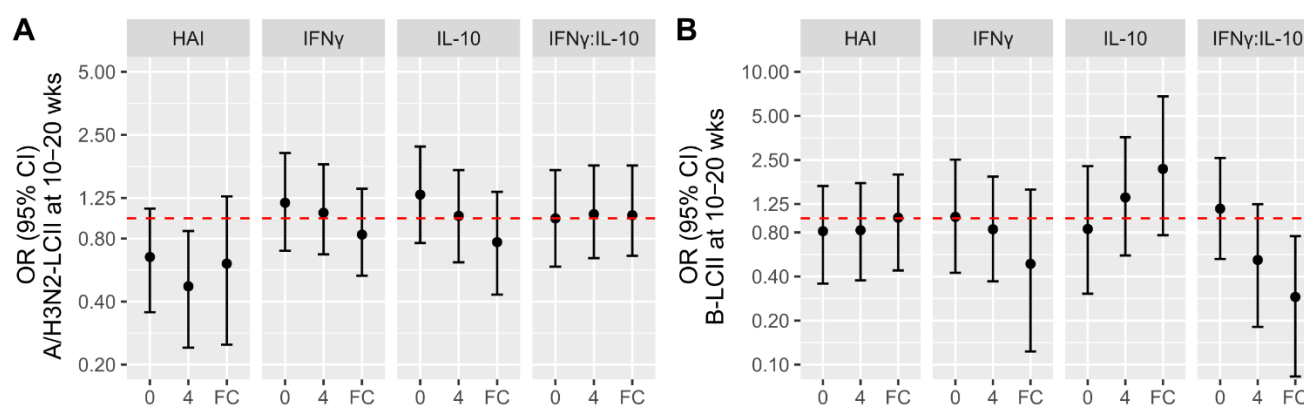 A
HAI
IFNγ
IL-10
IFNγ:IL-10
OR (95% CI)
A/H3N2-LCII at 10−20 wks
5.00
2.50
1.25
0.80
0.40
0.20
0 4 FC
0 4 FC
0 4 FC
0 4 FC
B
HAI
IFNγ
IL-10
IFNγ:IL-10
OR (95% CI)
B-LCII at 10−20 wks
10.00
5.00
2.50
1.25
0.80
0.40
0.20
0.10
0 4 FC
0 4 FC
0 4 FC
0 4 FC